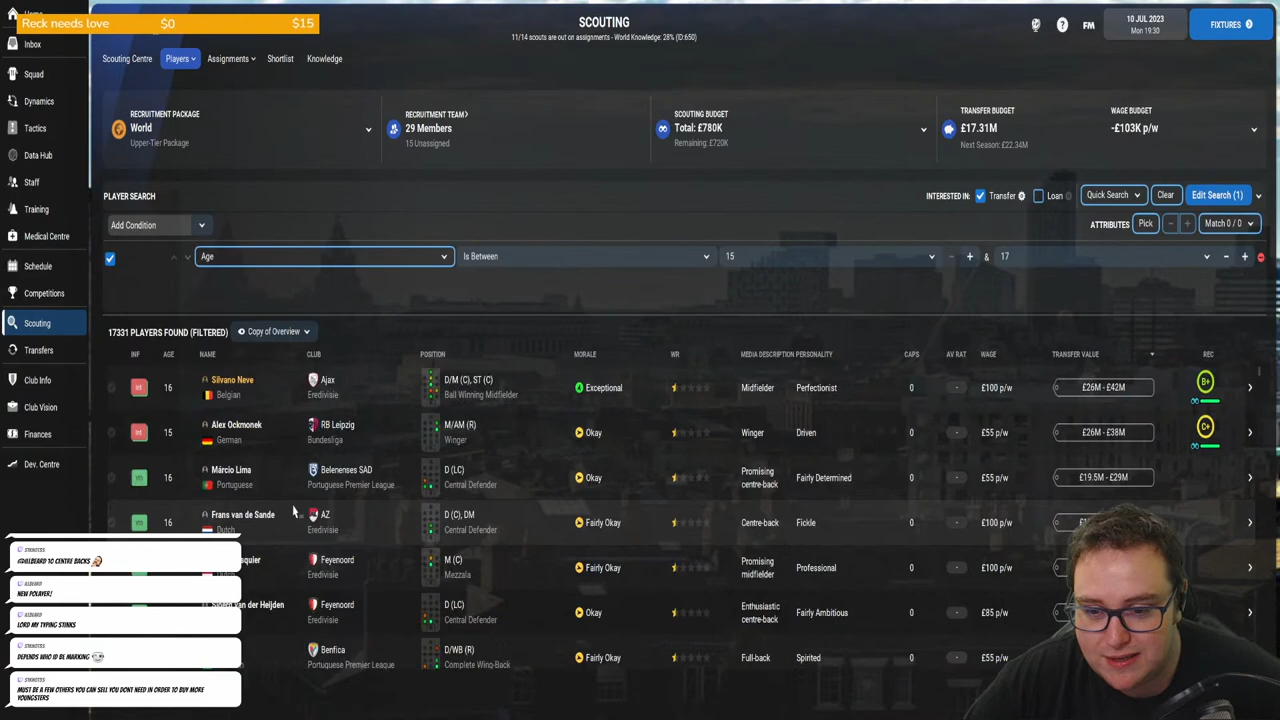 Reck needs love $0 $15
Home
Inbox
Squad
Dynamics
Tactics
Data Hub
Staff
Training
Medical Centre
Schedule
Competitions
Scouting
Transfers
Club Info
Club Vision
Finances
Dev. Centre
SCOUTING
11/14 scouts are out on assignments - World Knowledge: 28% (ID:650)
FM
10 JUL 2023
Mon 19:30
FIXTURES
Scouting Centre Players Assignments Shortlist Knowledge
RECRUITMENT PACKAGE
World
Upper-Tier Package
RECRUITMENT TEAM>
29 Members
15 Unassigned
SCOUTING BUDGET
Total: £780K
Remaining: £720K
TRANSFER BUDGET
£17.31M
Next Season: £22.34M
WAGE BUDGET
-£103K p/w
PLAYER SEARCH
INTERESTED IN: Transfer Loan Quick Search Clear Edit Search (1)
Add Condition
ATTRIBUTES Pick - + Match 0 / 0
Age Is Between 15 - + & 17 - +
17331 PLAYERS FOUND (FILTERED) Copy of Overview
INF AGE NAME CLUB POSITION MORALE WR MEDIA DESCRIPTION PERSONALITY CAPS AV RAT WAGE TRANSFER VALUE REC
Int 16 Silvano Neve Ajax D/M (C), ST (C) Exceptional Midfielder Perfectionist 0 - £100 p/w £26M - £42M B+
Belgian Eredivisie Ball Winning Midfielder
Int 15 Alex Ockmonek RB Leipzig M/AM (R) Okay Winger Driven 0 - £55 p/w £26M - £38M C+
German Bundesliga Winger
16 Márcio Lima Belenenses SAD D (LC) Okay Promising centre-back Fairly Determined 0 - £55 p/w £19.5M - £29M
Portuguese Portuguese Premier League Central Defender
16 Frans van de Sande AZ D (C), DM Fairly Okay Centre-back Fickle 0 - £100 p/w
Dutch Eredivisie Central Defender
Feyenoord M (C) Fairly Okay Promising midfielder Professional 0 - £100 p/w
Eredivisie Mezzala
van der Heijden Feyenoord D (LC) Okay Enthusiastic centre-back Fairly Ambitious 0 - £85 p/w
Eredivisie Central Defender
Benfica D/WB (R) Fairly Okay Full-back Spirited 0 - £55 p/w
Portuguese Premier League Complete Wing-Back
10 CENTRE BACKS
NEW POLAYER!
LORD MY TYPING STINKS
DEPENDS WHO ID BE MARKING
MUST BE A FEW OTHERS YOU CAN SELL YOU DONT NEED IN ORDER TO BUY MORE
YOUNGSTERS